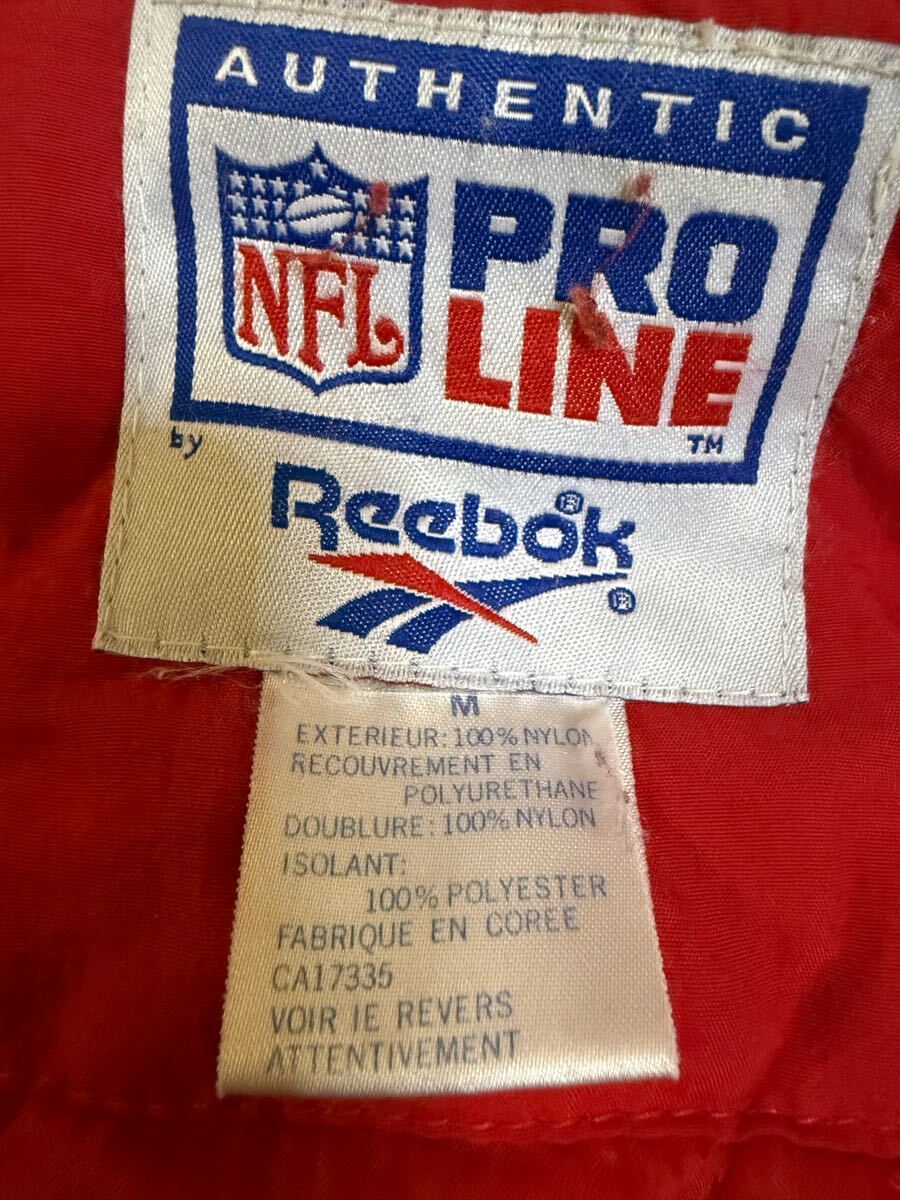 AUTHENTIC
NFL
PRO
LINE
TM
by
Reebok®
®
M
EXTERIEUR: 100% NYLON
RECOUVREMENT EN
POLYURETHANE
DOUBLURE: 100% NYLON
ISOLANT:
100% POLYESTER
FABRIQUE EN COREE
CA17335
VOIR IE REVERS
ATTENTIVEMENT